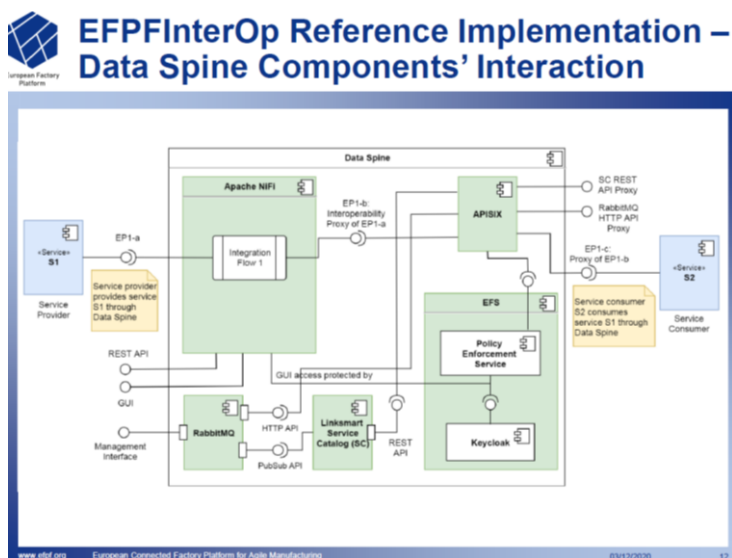 EFPFInterOp Reference Implementation –
Data Spine Components' Interaction
European Factory
Platform
Data Spine
Apache NIFI
Integration
Flow 1
EP1-a
«Service»
S1
Service
Provider
Service provider
provides service
S1 through
Data Spine
EP1-b:
Interoperability
Proxy of EP1-a
APISIX
SC REST
API Proxy
RabbitMQ
HTTP API
Proxy
EP1-c:
Proxy of EP1-b
«Service»
S2
Service
Consumer
Service consumer
S2 consumes
service S1 through
Data Spine
EFS
Policy
Enforcement
Service
Keycloak
REST API
GUI
GUI access protected by
Management
Interface
RabbitMQ
HTTP API
PubSub API
Linksmart
Service
Catalog (SC)
REST
API
www.efpf.org
European Connected Factory Platform for Agile Manufacturing
03/12/2020
12